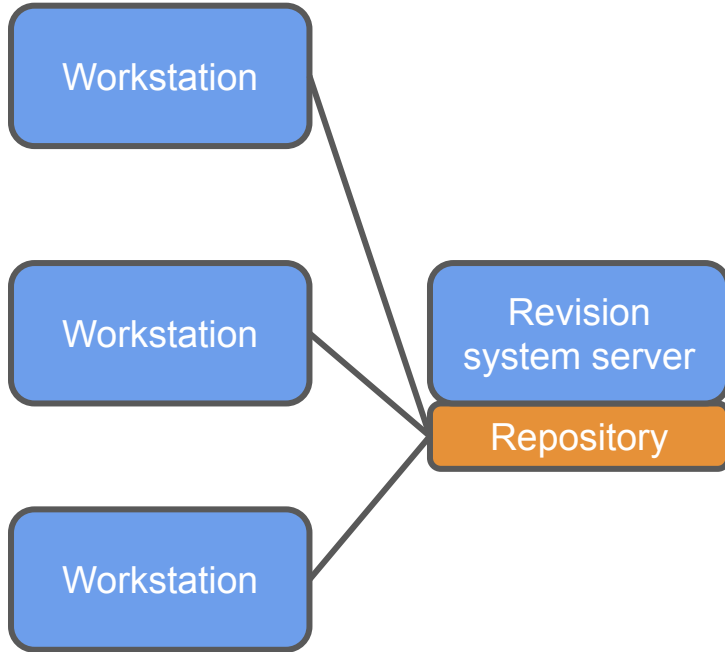 Workstation
Workstation
Revision
system server
Repository
Workstation